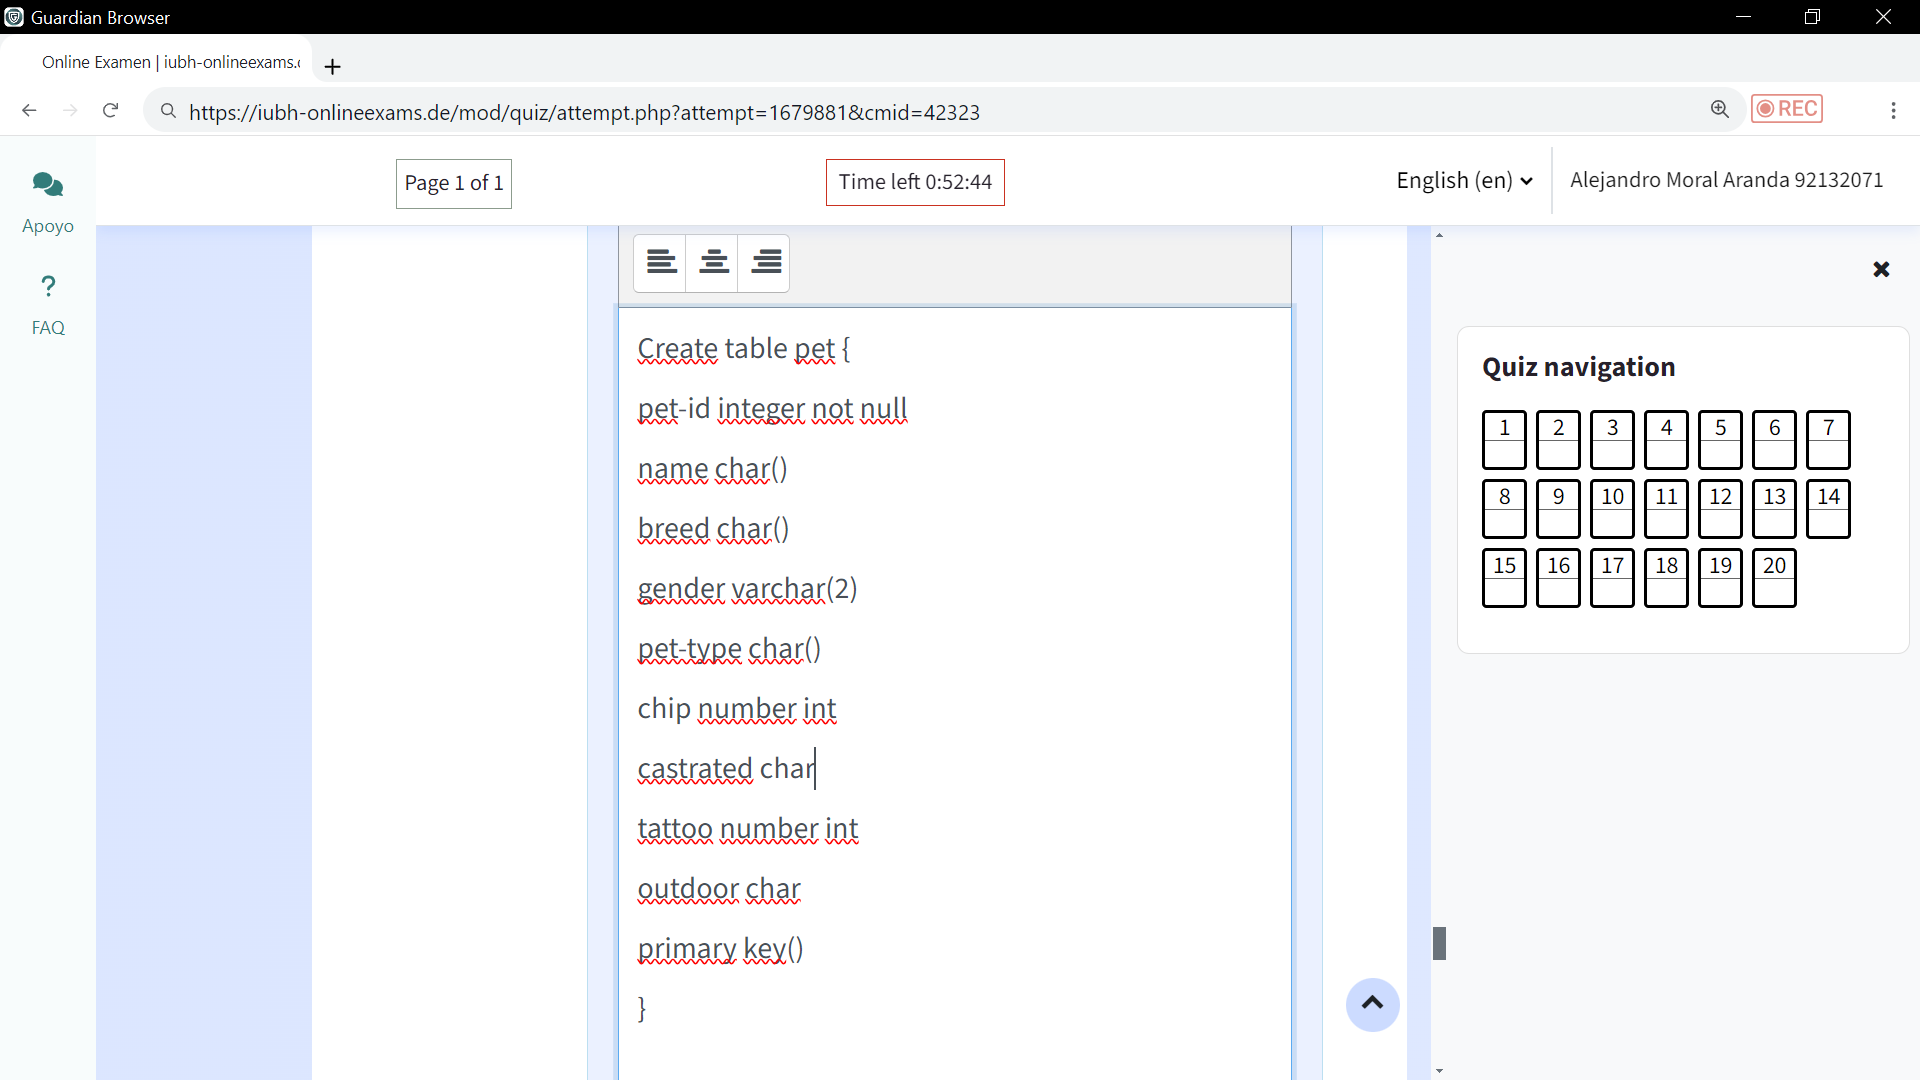 Guardian Browser
Online Examen | iubh-onlineexams.
https://iubh-onlineexams.de/mod/quiz/attempt.php?attempt=1679881&cmid=42323
REC
Page 1 of 1
Time left 0:52:44
English (en)
Alejandro Moral Aranda 92132071
Apoyo
?
FAQ
Create table pet {
pet-id integer not null
name char()
breed char()
gender varchar(2)
pet-type char()
chip number int
castrated char
tattoo number int
outdoor char
primary key()
}
Quiz navigation
1 2 3 4 5 6 7
8 9 10 11 12 13 14
15 16 17 18 19 20